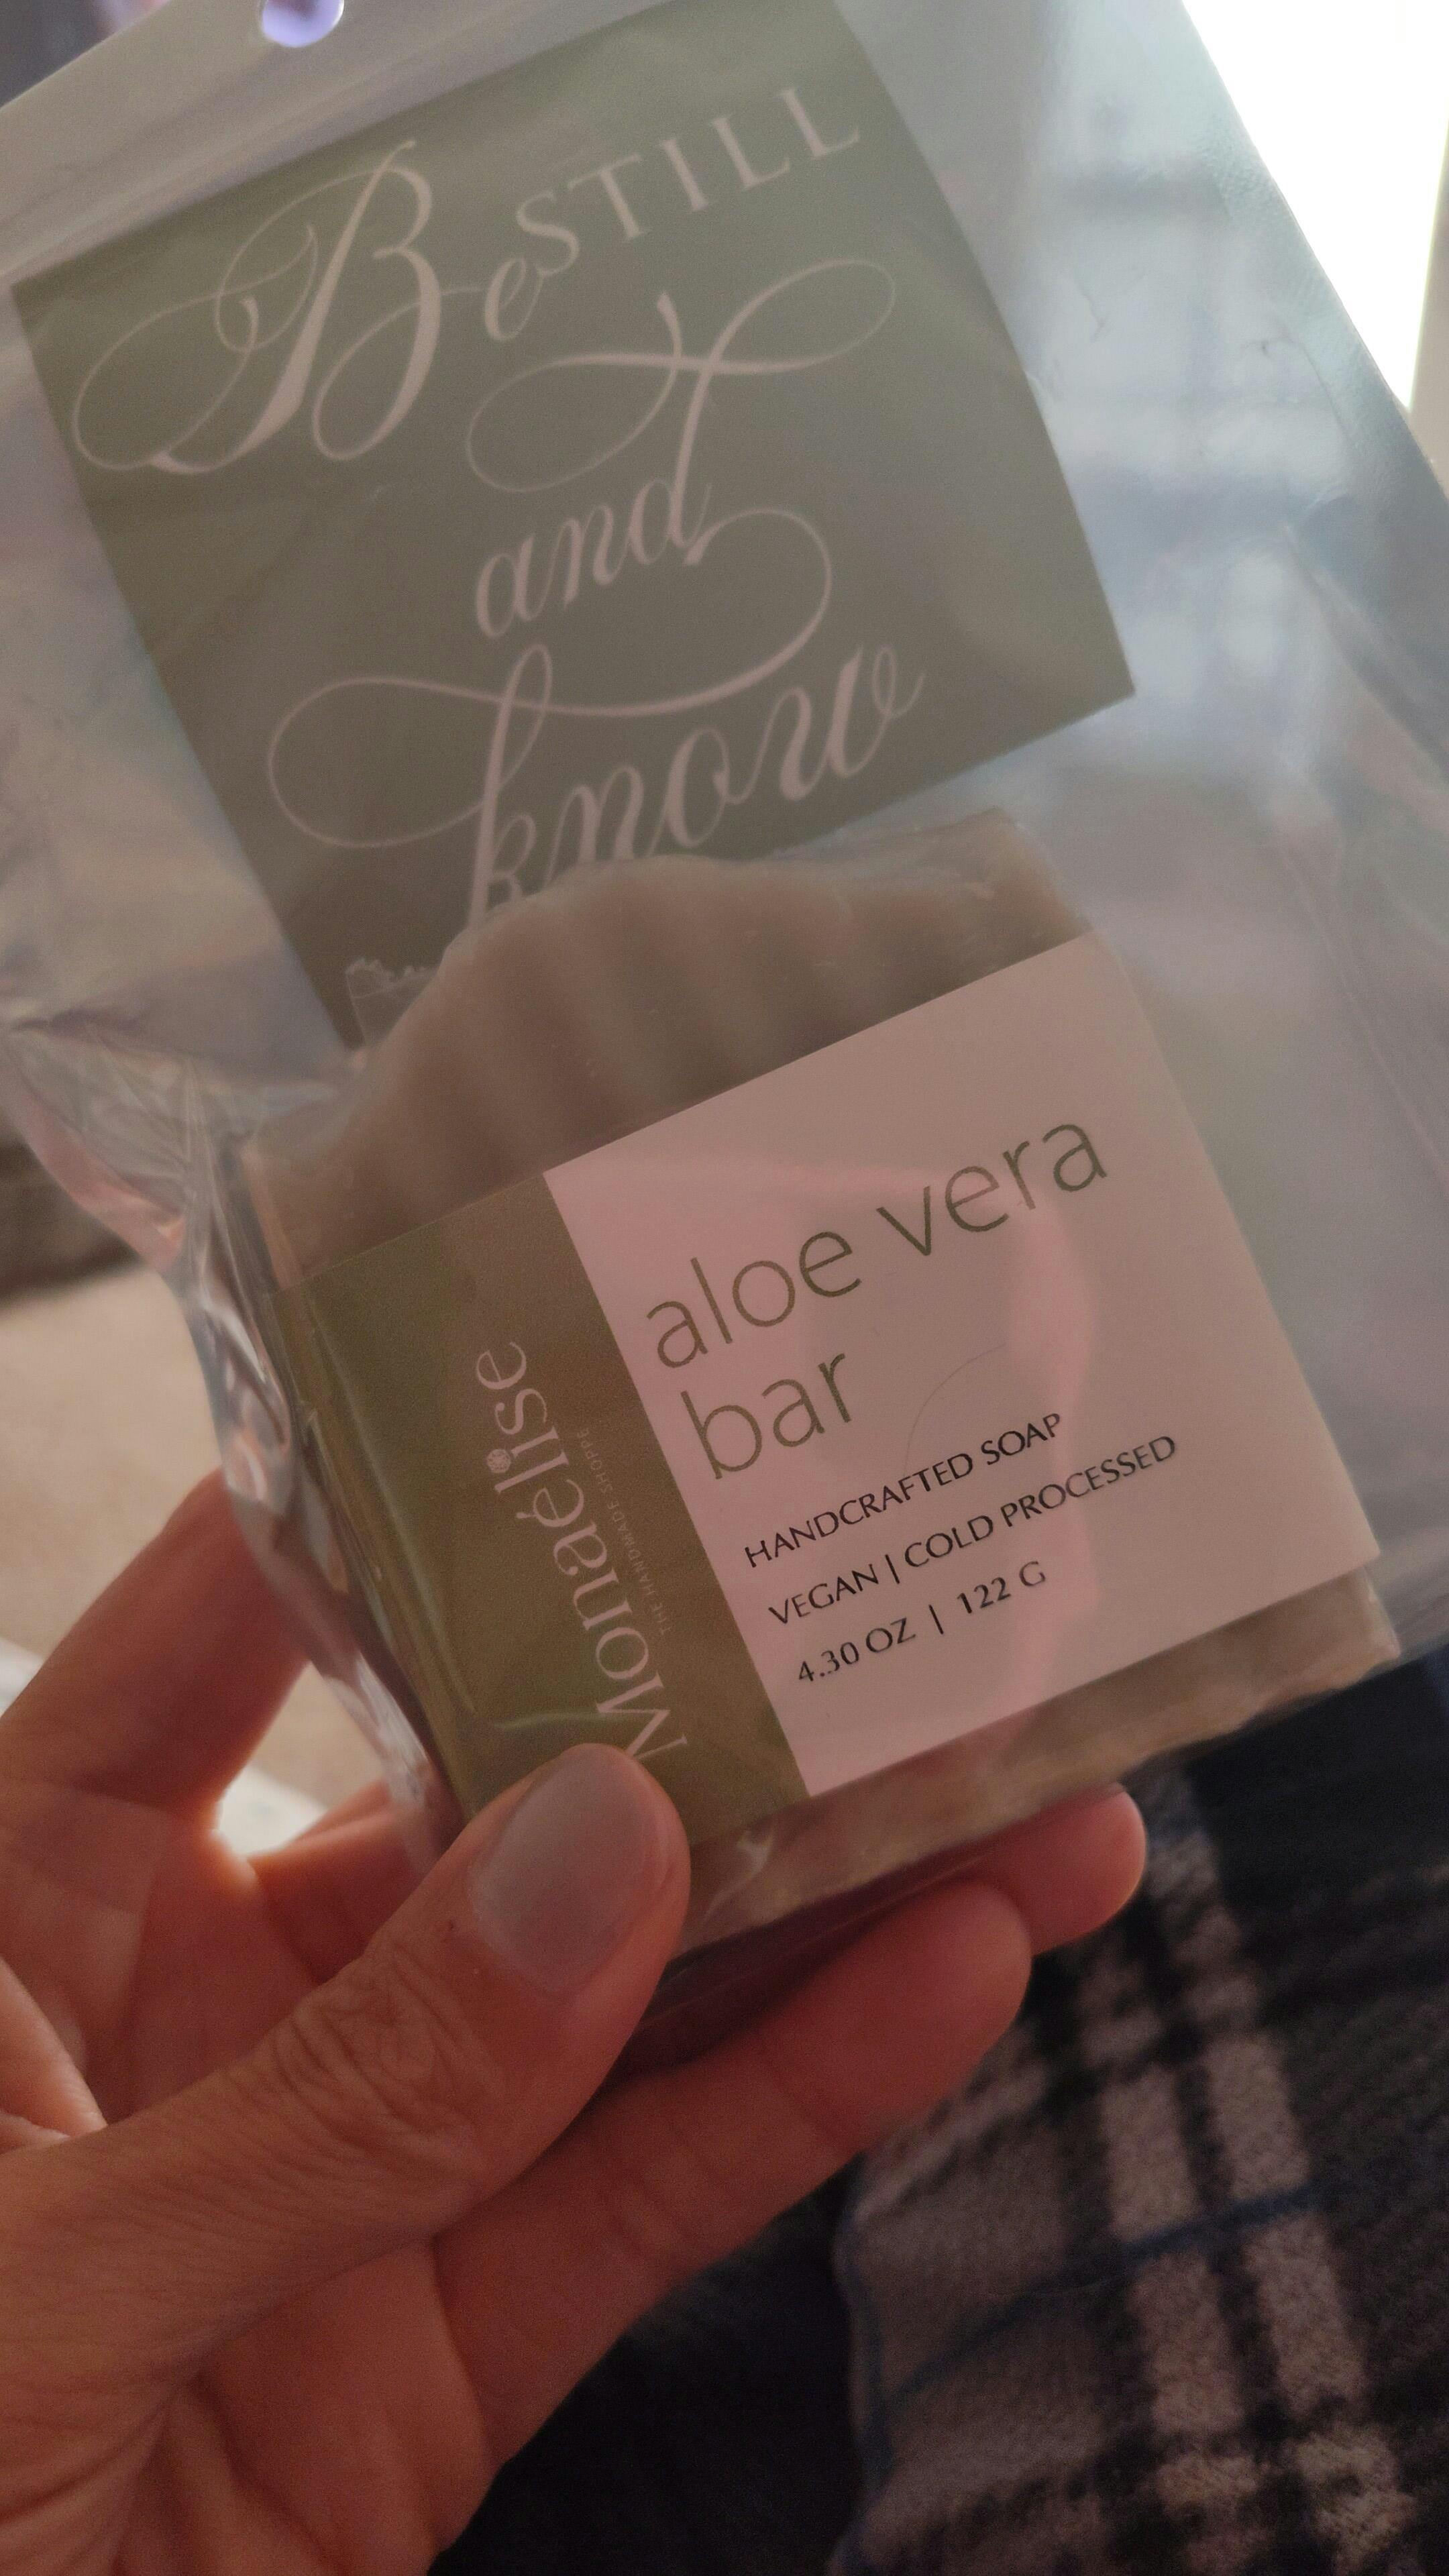 Be STILL
and
know
Monaélise
THE HANDMADE SHOPPE
aloe vera
bar
HANDCRAFTED SOAP
VEGAN | COLD PROCESSED
4.30 OZ | 122 G